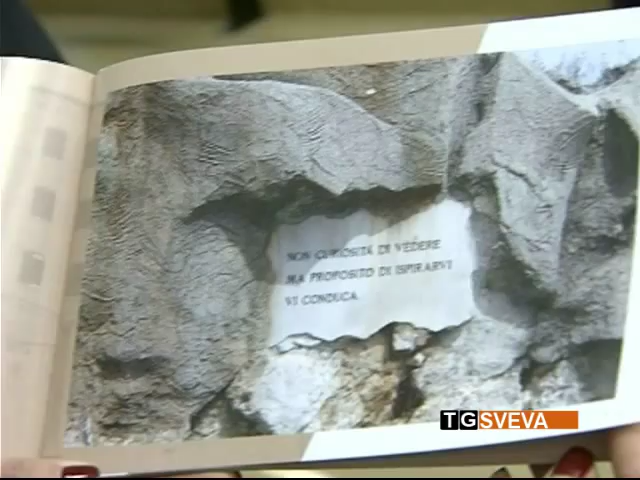 NON CURIOSITÀ DI VEDERE
MA PROPOSITO DI ISPIRARVI
VI CONDUCA
TGSVEVA